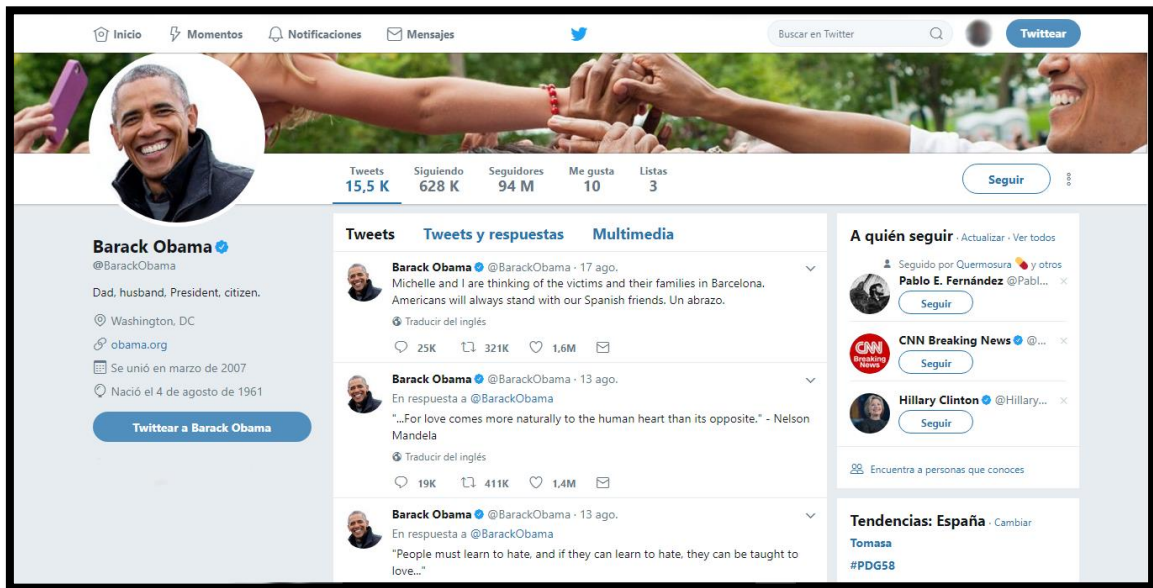 Inicio
Momentos
Notificaciones
Mensajes
Buscar en Twitter
Twittear
Tweets
15,5 K
Siguiendo
628 K
Seguidores
94 M
Me gusta
10
Listas
3
Seguir
Barack Obama
@BarackObama
Dad, husband, President, citizen.
Washington, DC
obama.org
Se unió en marzo de 2007
Nació el 4 de agosto de 1961
Twittear a Barack Obama
Tweets Tweets y respuestas Multimedia
Barack Obama @BarackObama · 17 ago.
Michelle and I are thinking of the victims and their families in Barcelona.
Americans will always stand with our Spanish friends. Un abrazo.
Traducir del inglés
25K 321K 1,6M
Barack Obama @BarackObama · 13 ago.
En respuesta a @BarackObama
"...For love comes more naturally to the human heart than its opposite." - Nelson
Mandela
Traducir del inglés
19K 411K 1,4M
Barack Obama @BarackObama · 13 ago.
En respuesta a @BarackObama
"People must learn to hate, and if they can learn to hate, they can be taught to
love..."
A quién seguir · Actualizar · Ver todos
Seguido por Quermosura y otros
Pablo E. Fernández @Pabl...
Seguir
CNN
Breaking
News
CNN Breaking News @...
Seguir
Hillary Clinton @Hillary...
Seguir
Encuentra a personas que conoces
Tendencias: España · Cambiar
Tomasa
#PDG58